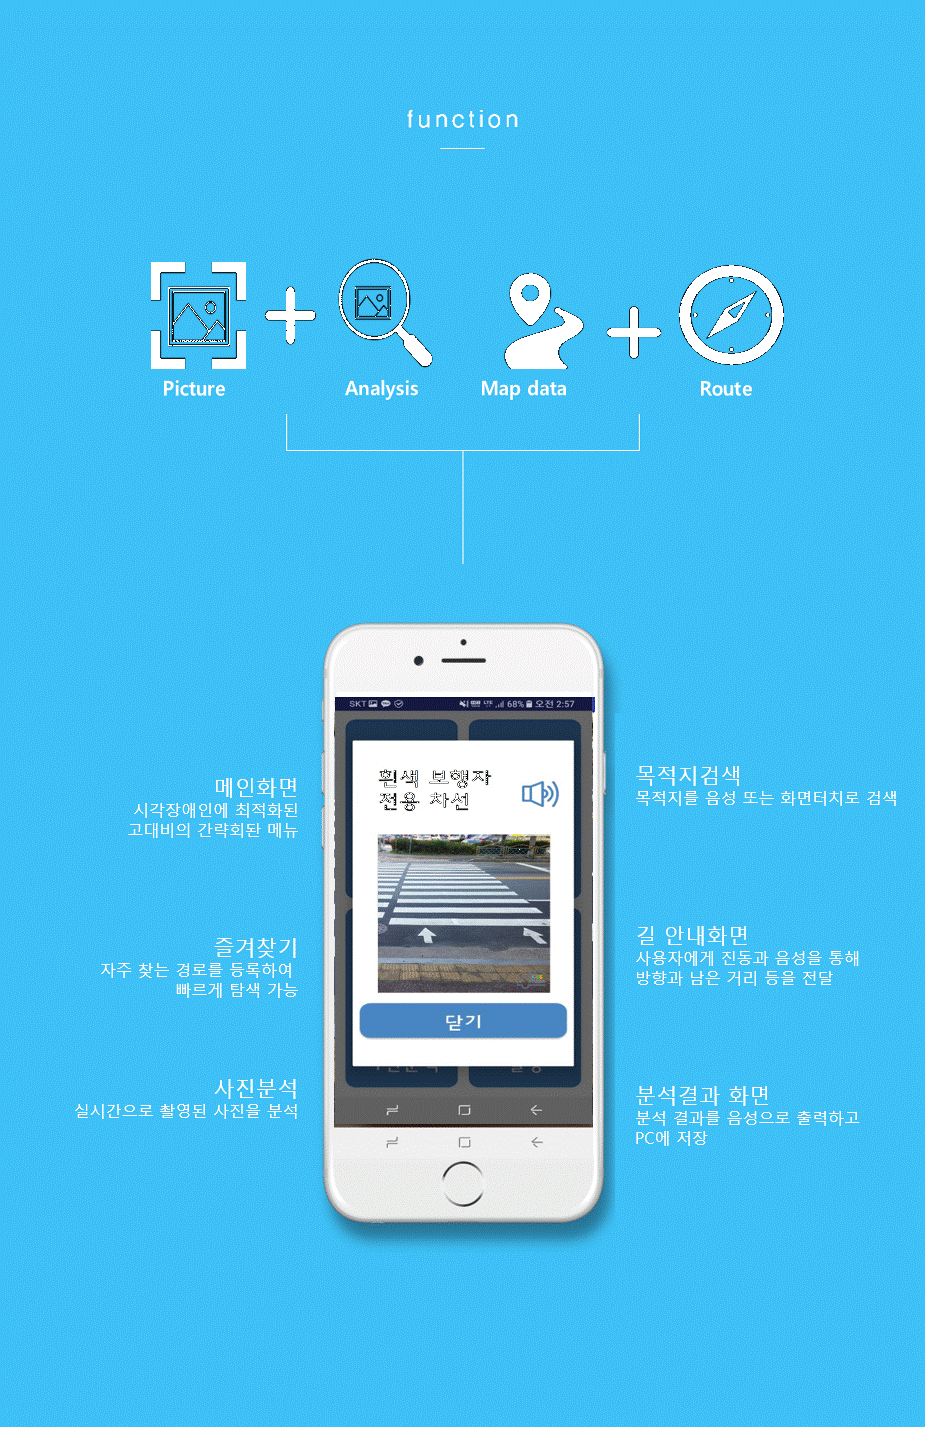 function
Picture
Analysis
Map data
Route
SKT 68% 오전 2:57
흰색 보행자
전용 차선
닫기
메인화면
시각장애인에 최적화된
고대비의 간략회돤 메뉴
즐겨찾기
자주 찾는 경로를 등록하여
빠르게 탐색 가능
사진분석
실시간으로 촬영된 사진을 분석
목적지검색
목적지를 음성 또는 화면터치로 검색
길 안내화면
사용자에게 진동과 음성을 통해
방향과 남은 거리 등을 전달
분석결과 화면
분석 결과를 음성으로 출력하고
PC에 저장